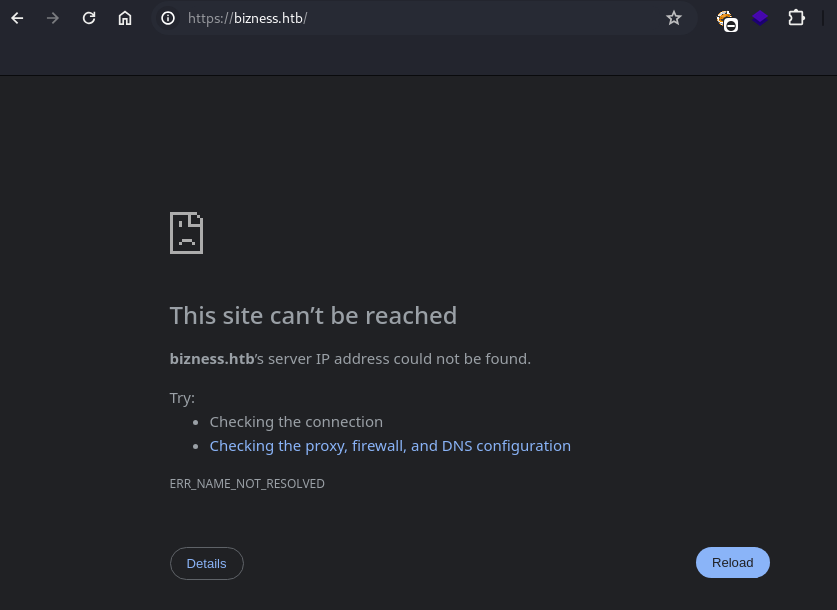 https://bizness.htb/
This site can’t be reached
bizness.htb’s server IP address could not be found.
Try:
Checking the connection
Checking the proxy, firewall, and DNS configuration
ERR_NAME_NOT_RESOLVED
Details
Reload